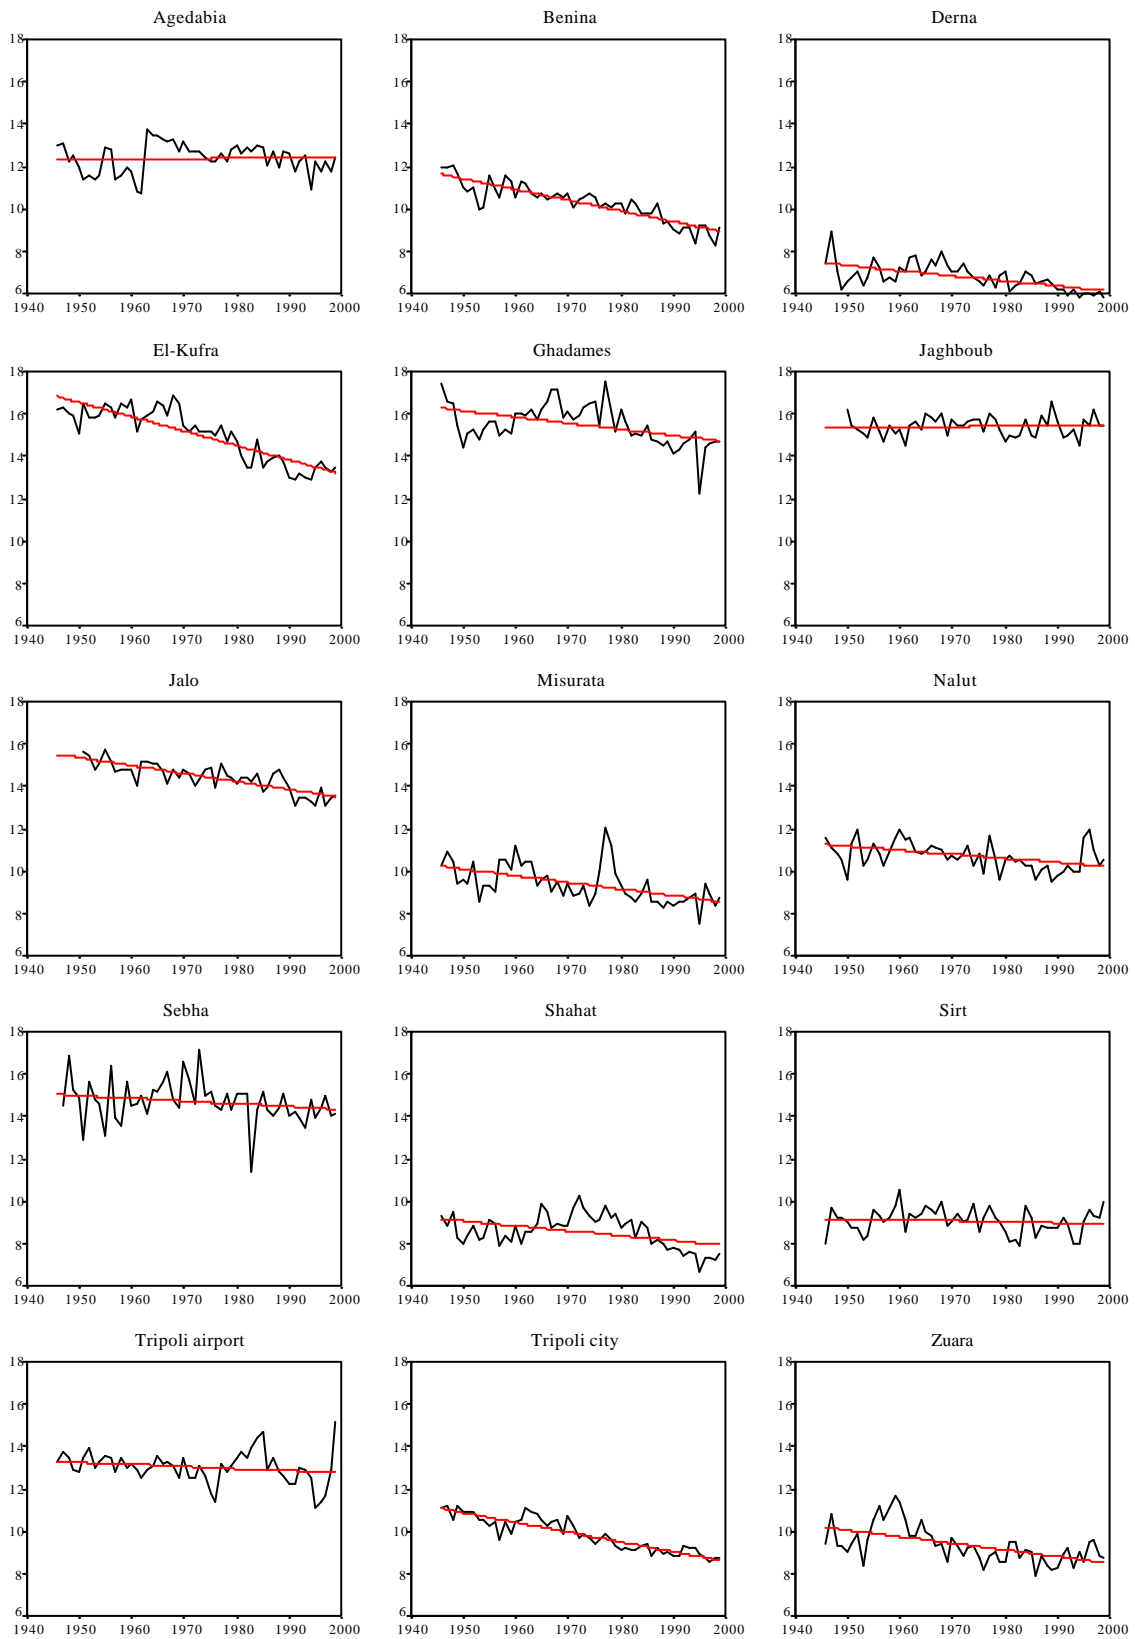 Agedabia Benina Derna
18 18 18
16 16 16
14 14 14
12 12 12
10 10 10
8 8 8
6 6 6
1940 1950 1960 1970 1980 1990 2000 1940 1950 1960 1970 1980 1990 2000 1940 1950 1960 1970 1980 1990 2000
El-Kufra Ghadames Jaghboub
18 18 18
16 16 16
14 14 14
12 12 12
10 10 10
8 8 8
6 6 6
1940 1950 1960 1970 1980 1990 2000 1940 1950 1960 1970 1980 1990 2000 1940 1950 1960 1970 1980 1990 2000
Jalo Misurata Nalut
18 18 18
16 16 16
14 14 14
12 12 12
10 10 10
8 8 8
6 6 6
1940 1950 1960 1970 1980 1990 2000 1940 1950 1960 1970 1980 1990 2000 1940 1950 1960 1970 1980 1990 2000
Sebha Shahat Sirt
18 18 18
16 16 16
14 14 14
12 12 12
10 10 10
8 8 8
6 6 6
1940 1950 1960 1970 1980 1990 2000 1940 1950 1960 1970 1980 1990 2000 1940 1950 1960 1970 1980 1990 2000
Tripoli airport Tripoli city Zuara
18 18 18
16 16 16
14 14 14
12 12 12
10 10 10
8 8 8
6 6 6
1940 1950 1960 1970 1980 1990 2000 1940 1950 1960 1970 1980 1990 2000 1940 1950 1960 1970 1980 1990 2000